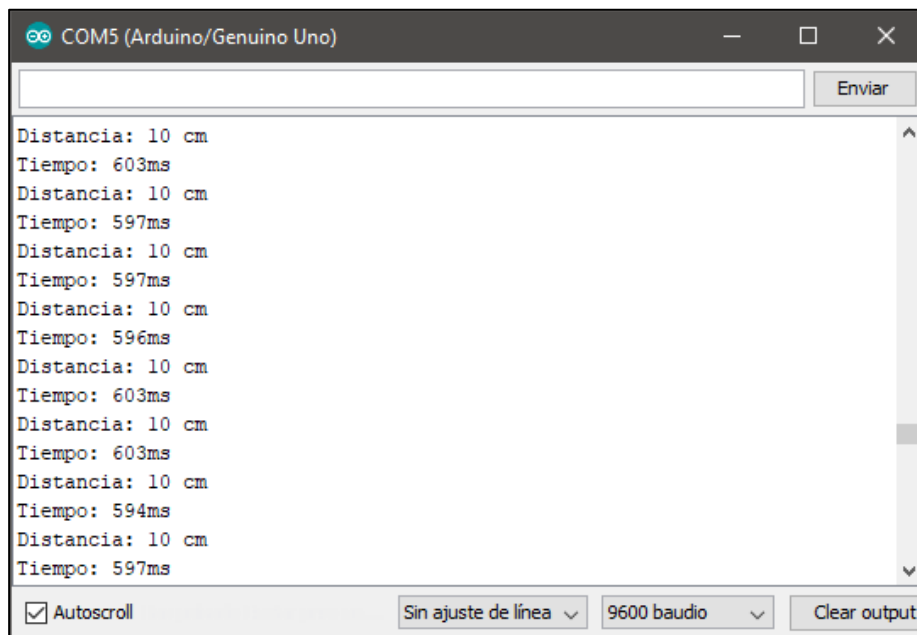 COM5 (Arduino/Genuino Uno)
Enviar
Distancia: 10 cm
Tiempo: 603ms
Distancia: 10 cm
Tiempo: 597ms
Distancia: 10 cm
Tiempo: 597ms
Distancia: 10 cm
Tiempo: 596ms
Distancia: 10 cm
Tiempo: 603ms
Distancia: 10 cm
Tiempo: 603ms
Distancia: 10 cm
Tiempo: 594ms
Distancia: 10 cm
Tiempo: 597ms
Autoscroll Sin ajuste de línea 9600 baudio Clear output